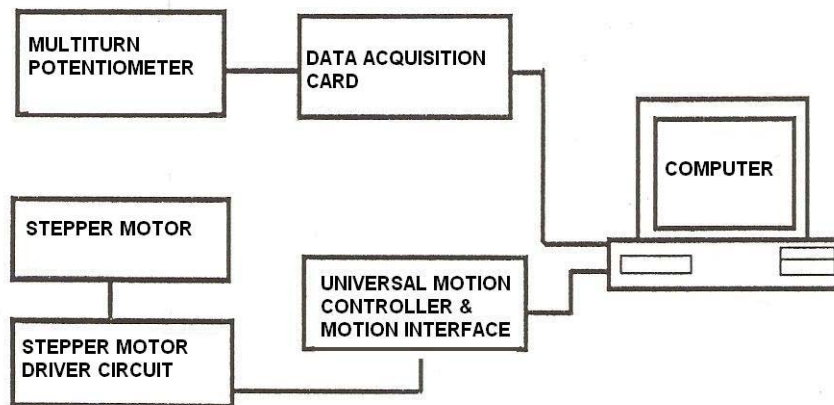 MULTITURN
POTENTIOMETER
DATA ACQUISITION
CARD
COMPUTER
STEPPER MOTOR
UNIVERSAL MOTION
CONTROLLER &
MOTION INTERFACE
STEPPER MOTOR
DRIVER CIRCUIT